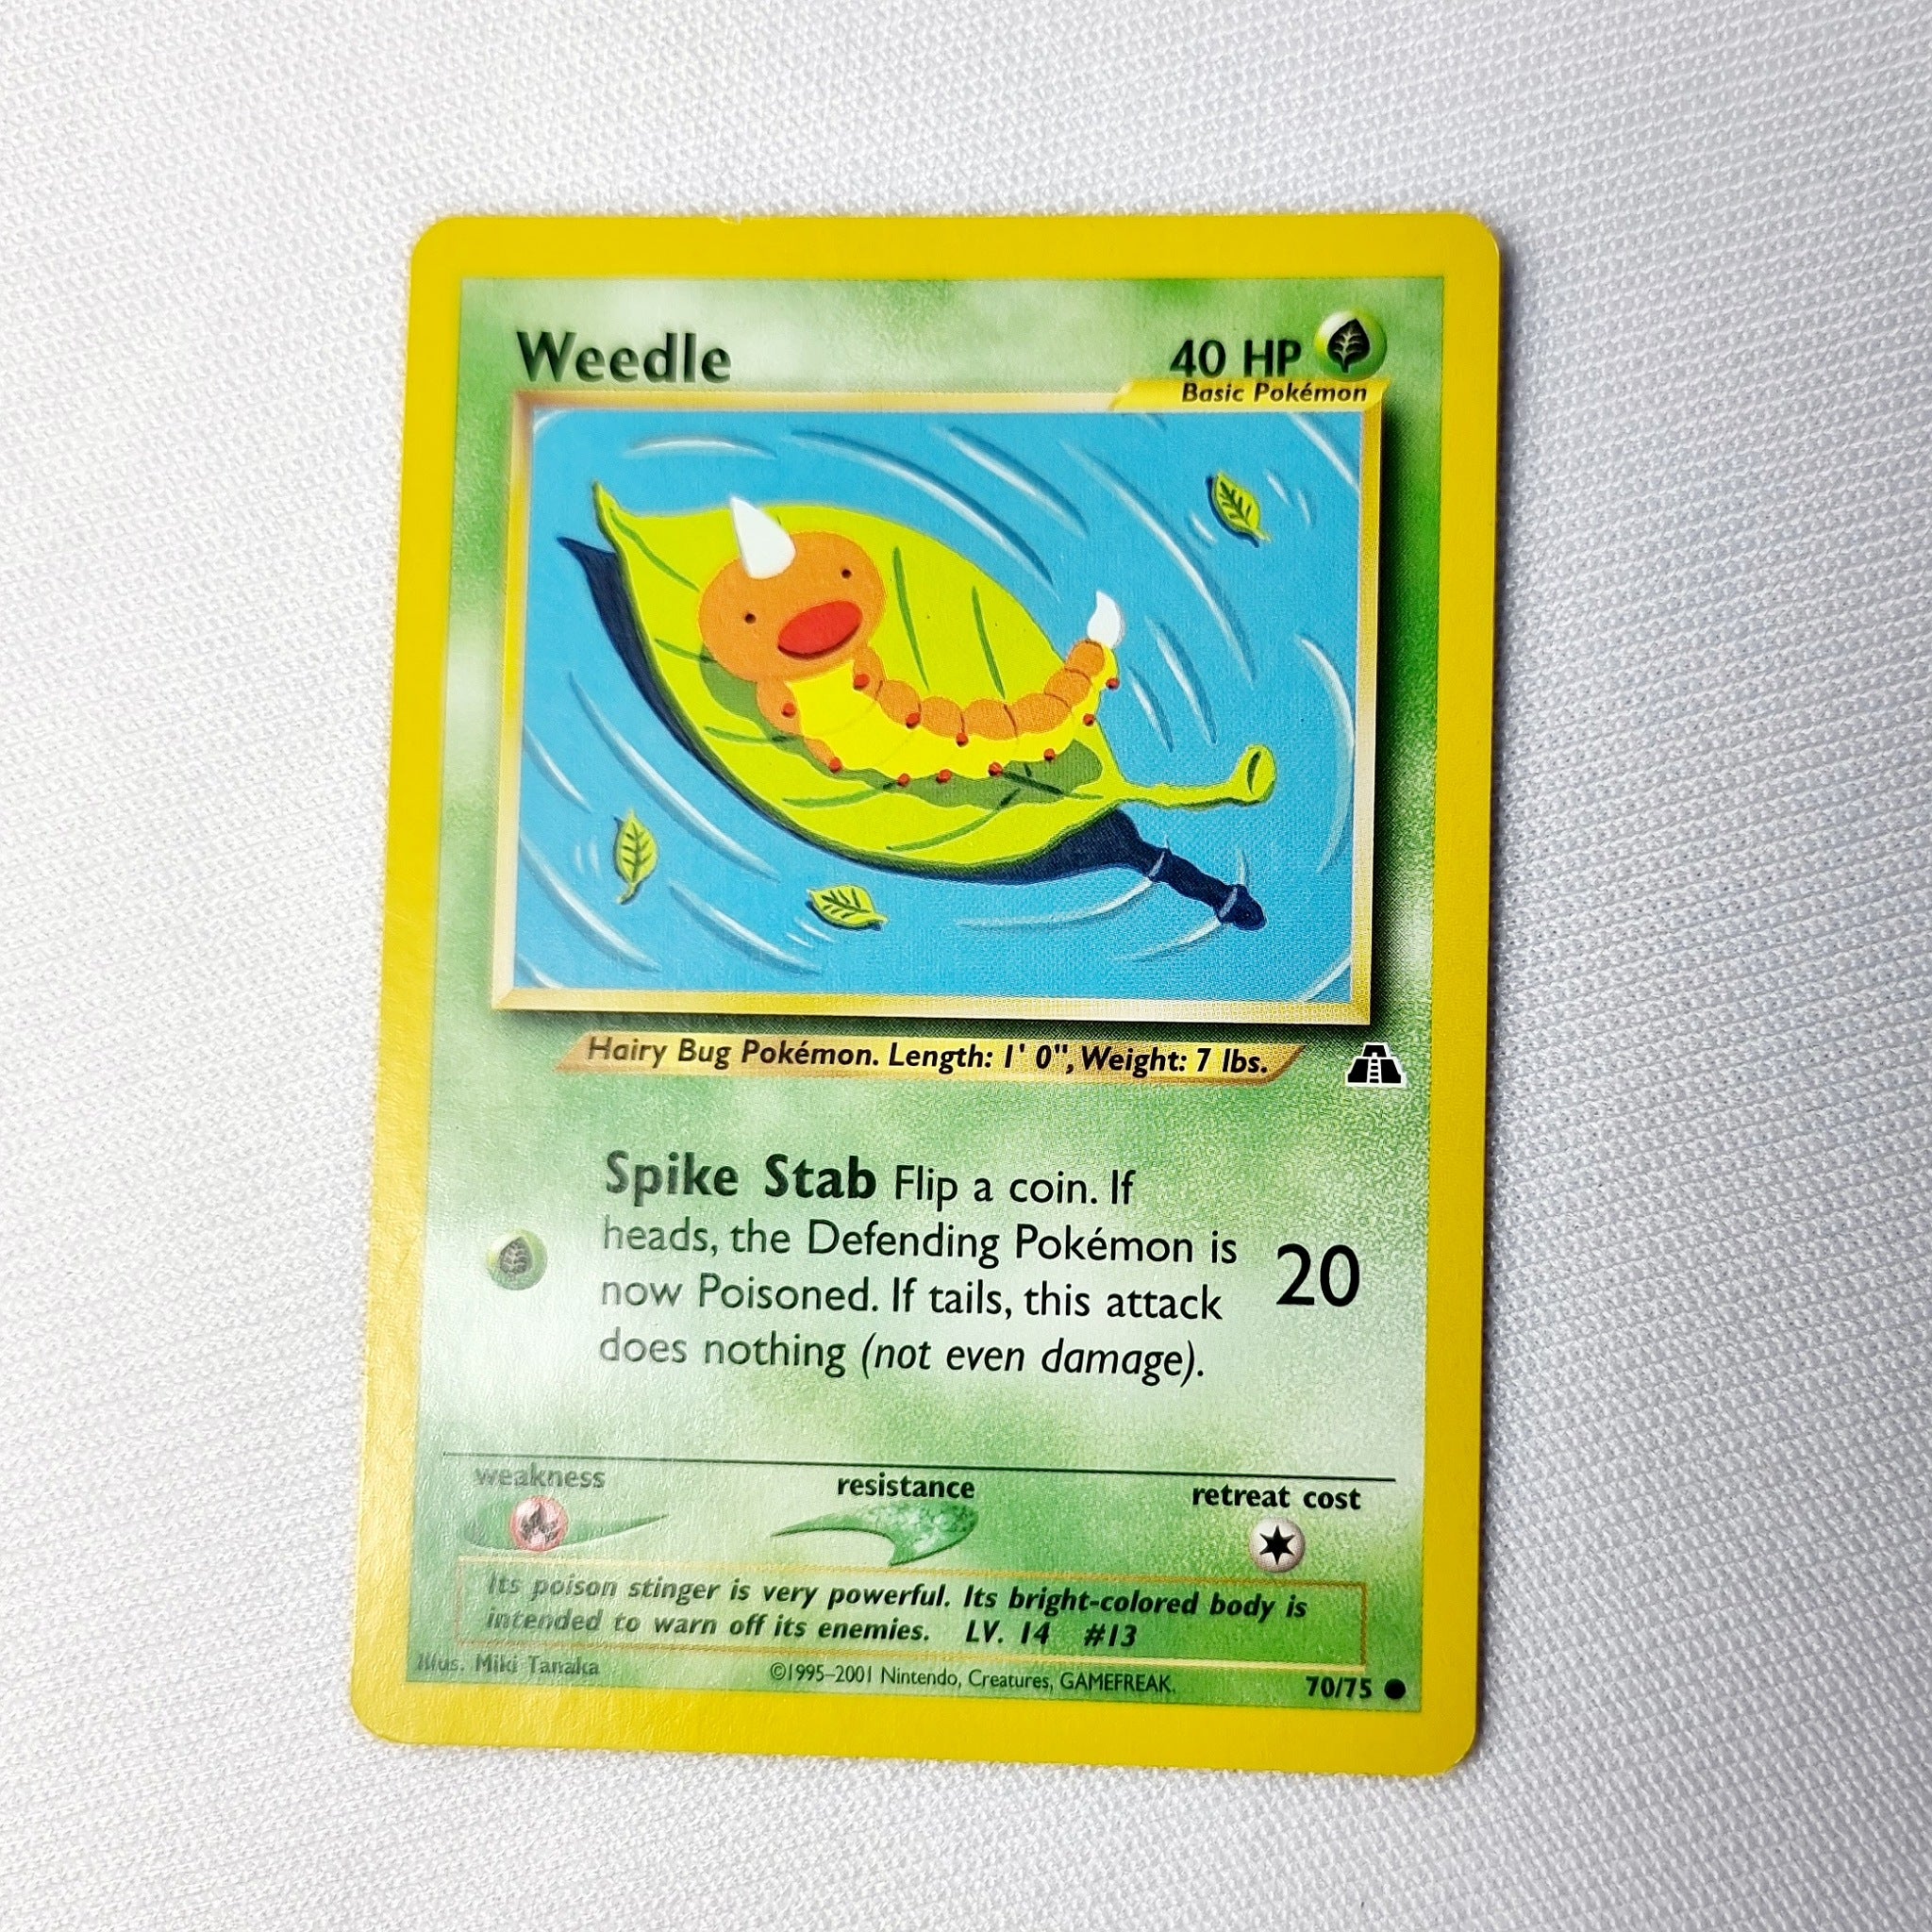 Weedle
40 HP
Basic Pokémon
Hairy Bug Pokémon. Length: 1' 0", Weight: 7 lbs.
Spike Stab Flip a coin. If
heads, the Defending Pokémon is
now Poisoned. If tails, this attack
does nothing (not even damage).
20
weakness
resistance
retreat cost
Its poison stinger is very powerful. Its bright-colored body is
intended to warn off its enemies. LV. 14 #13
Illus. Miki Tanaka
©1995–2001 Nintendo, Creatures, GAMEFREAK.
70/75